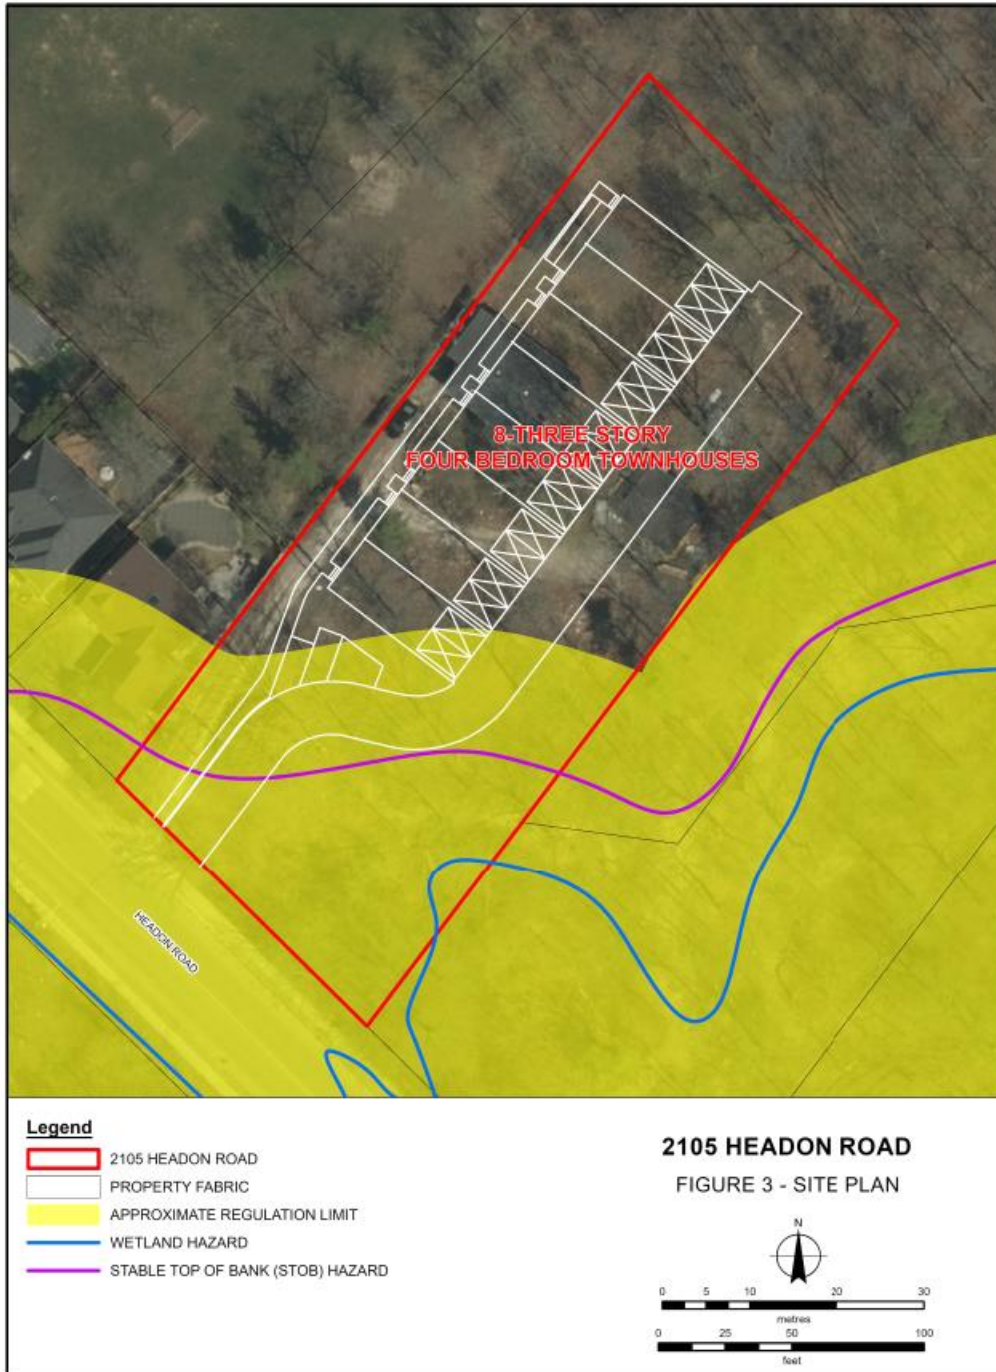 8-THREE STORY
FOUR BEDROOM TOWNHOUSES
HEADON ROAD
Legend
2105 HEADON ROAD
PROPERTY FABRIC
APPROXIMATE REGULATION LIMIT
WETLAND HAZARD
STABLE TOP OF BANK (STOB) HAZARD
2105 HEADON ROAD
FIGURE 3 - SITE PLAN
N
0 5 10 20 30
metres
0 25 50 100
feet